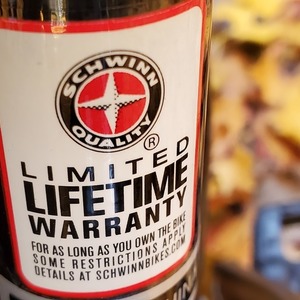 SCHWINN
QUALITY
®
LIMITED
LIFETIME
WARRANTY
FOR AS LONG AS YOU OWN THE BIKE
SOME RESTRICTIONS APPLY
DETAILS AT SCHWINNBIKES.COM